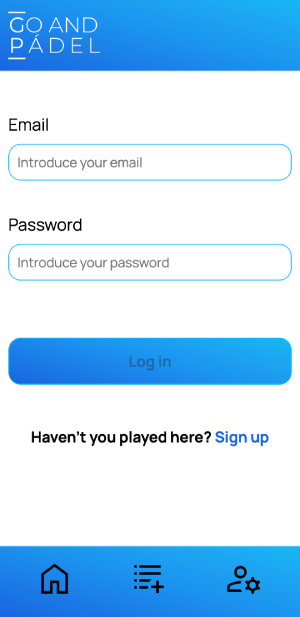 GO AND
PÁDEL
Email
Introduce your email
Password
Introduce your password
Log in
Haven't you played here? Sign up